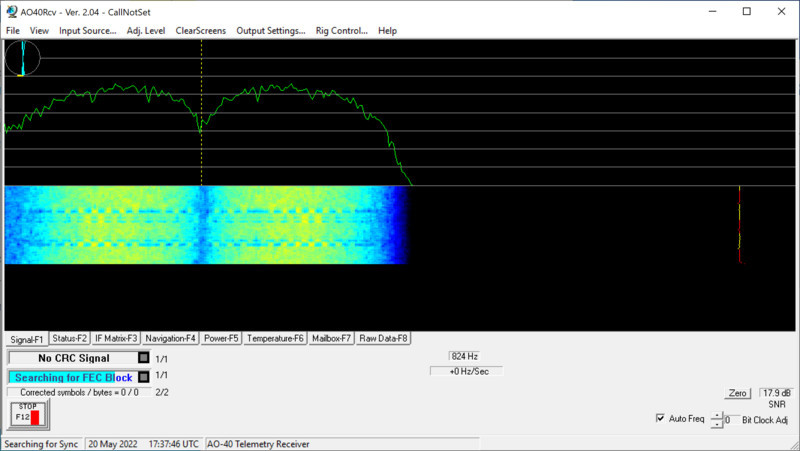 AO40Rcv - Ver. 2.04 - CallNotSet
File View Input Source... Adj. Level ClearScreens Output Settings... Rig Control... Help
Signal-F1 Status-F2 IF Matrix-F3 Navigation-F4 Power-F5 Temperature-F6 Mailbox-F7 Raw Data-F8
No CRC Signal 1/1
824 Hz
Searching for FEC Block 1/1
+0 Hz/Sec
Corrected symbols / bytes = 0 / 0 2/2
Zero 17.9 dB
SNR
STOP
F12
Auto Freq 0 Bit Clock Adj
Searching for Sync 20 May 2022 17:37:46 UTC AO-40 Telemetry Receiver